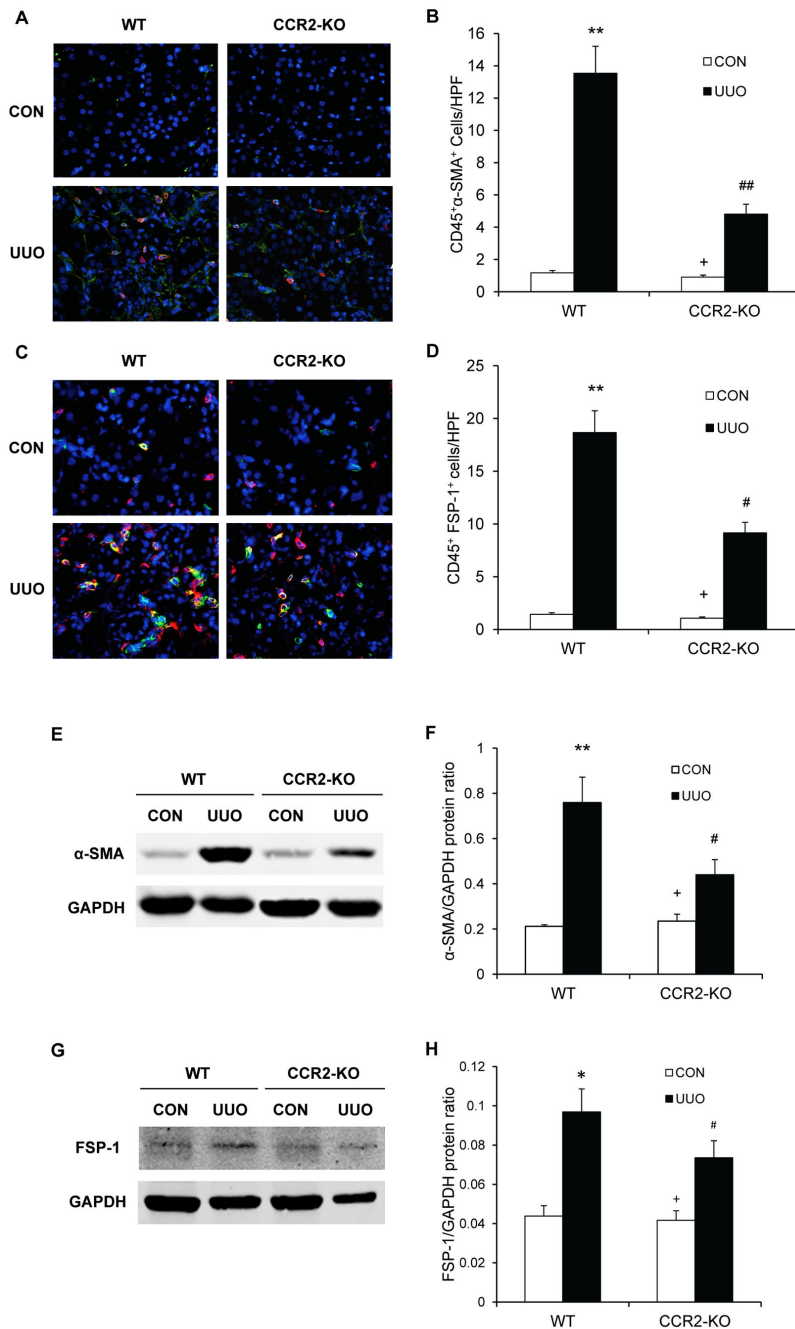 A
WT
CCR2-KO
CON
UUO
B
CD45⁺α-SMA⁺ Cells/HPF
16
14
12
10
8
6
4
2
0
**
##
+
CON
UUO
WT
CCR2-KO
C
WT
CCR2-KO
CON
UUO
D
CD45⁺ FSP-1⁺ cells/HPF
25
20
15
10
5
0
**
#
+
CON
UUO
WT
CCR2-KO
E
WT
CCR2-KO
CON UUO CON UUO
α-SMA
GAPDH
F
α-SMA/GAPDH protein ratio
1
0.8
0.6
0.4
0.2
0
**
#
+
CON
UUO
WT
CCR2-KO
G
WT
CCR2-KO
CON UUO CON UUO
FSP-1
GAPDH
H
FSP-1/GAPDH protein ratio
0.12
0.1
0.08
0.06
0.04
0.02
0
*
#
+
CON
UUO
WT
CCR2-KO